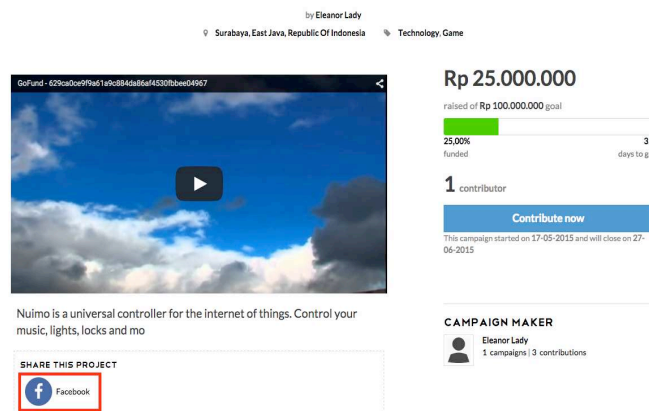 by Eleanor Lady
Surabaya, East Java, Republic Of Indonesia Technology, Game
GoFund - 629ca0ce9f9a61a9c884da86af4530fbbee04967
Nuimo is a universal controller for the internet of things. Control your
music, lights, locks and mo
SHARE THIS PROJECT
Facebook
Rp 25.000.000
raised of Rp 100.000.000 goal
25,00% 3
funded days to g
1 contributor
Contribute now
This campaign started on 17-05-2015 and will close on 27-
06-2015
CAMPAIGN MAKER
Eleanor Lady
1 campaigns | 3 contributions